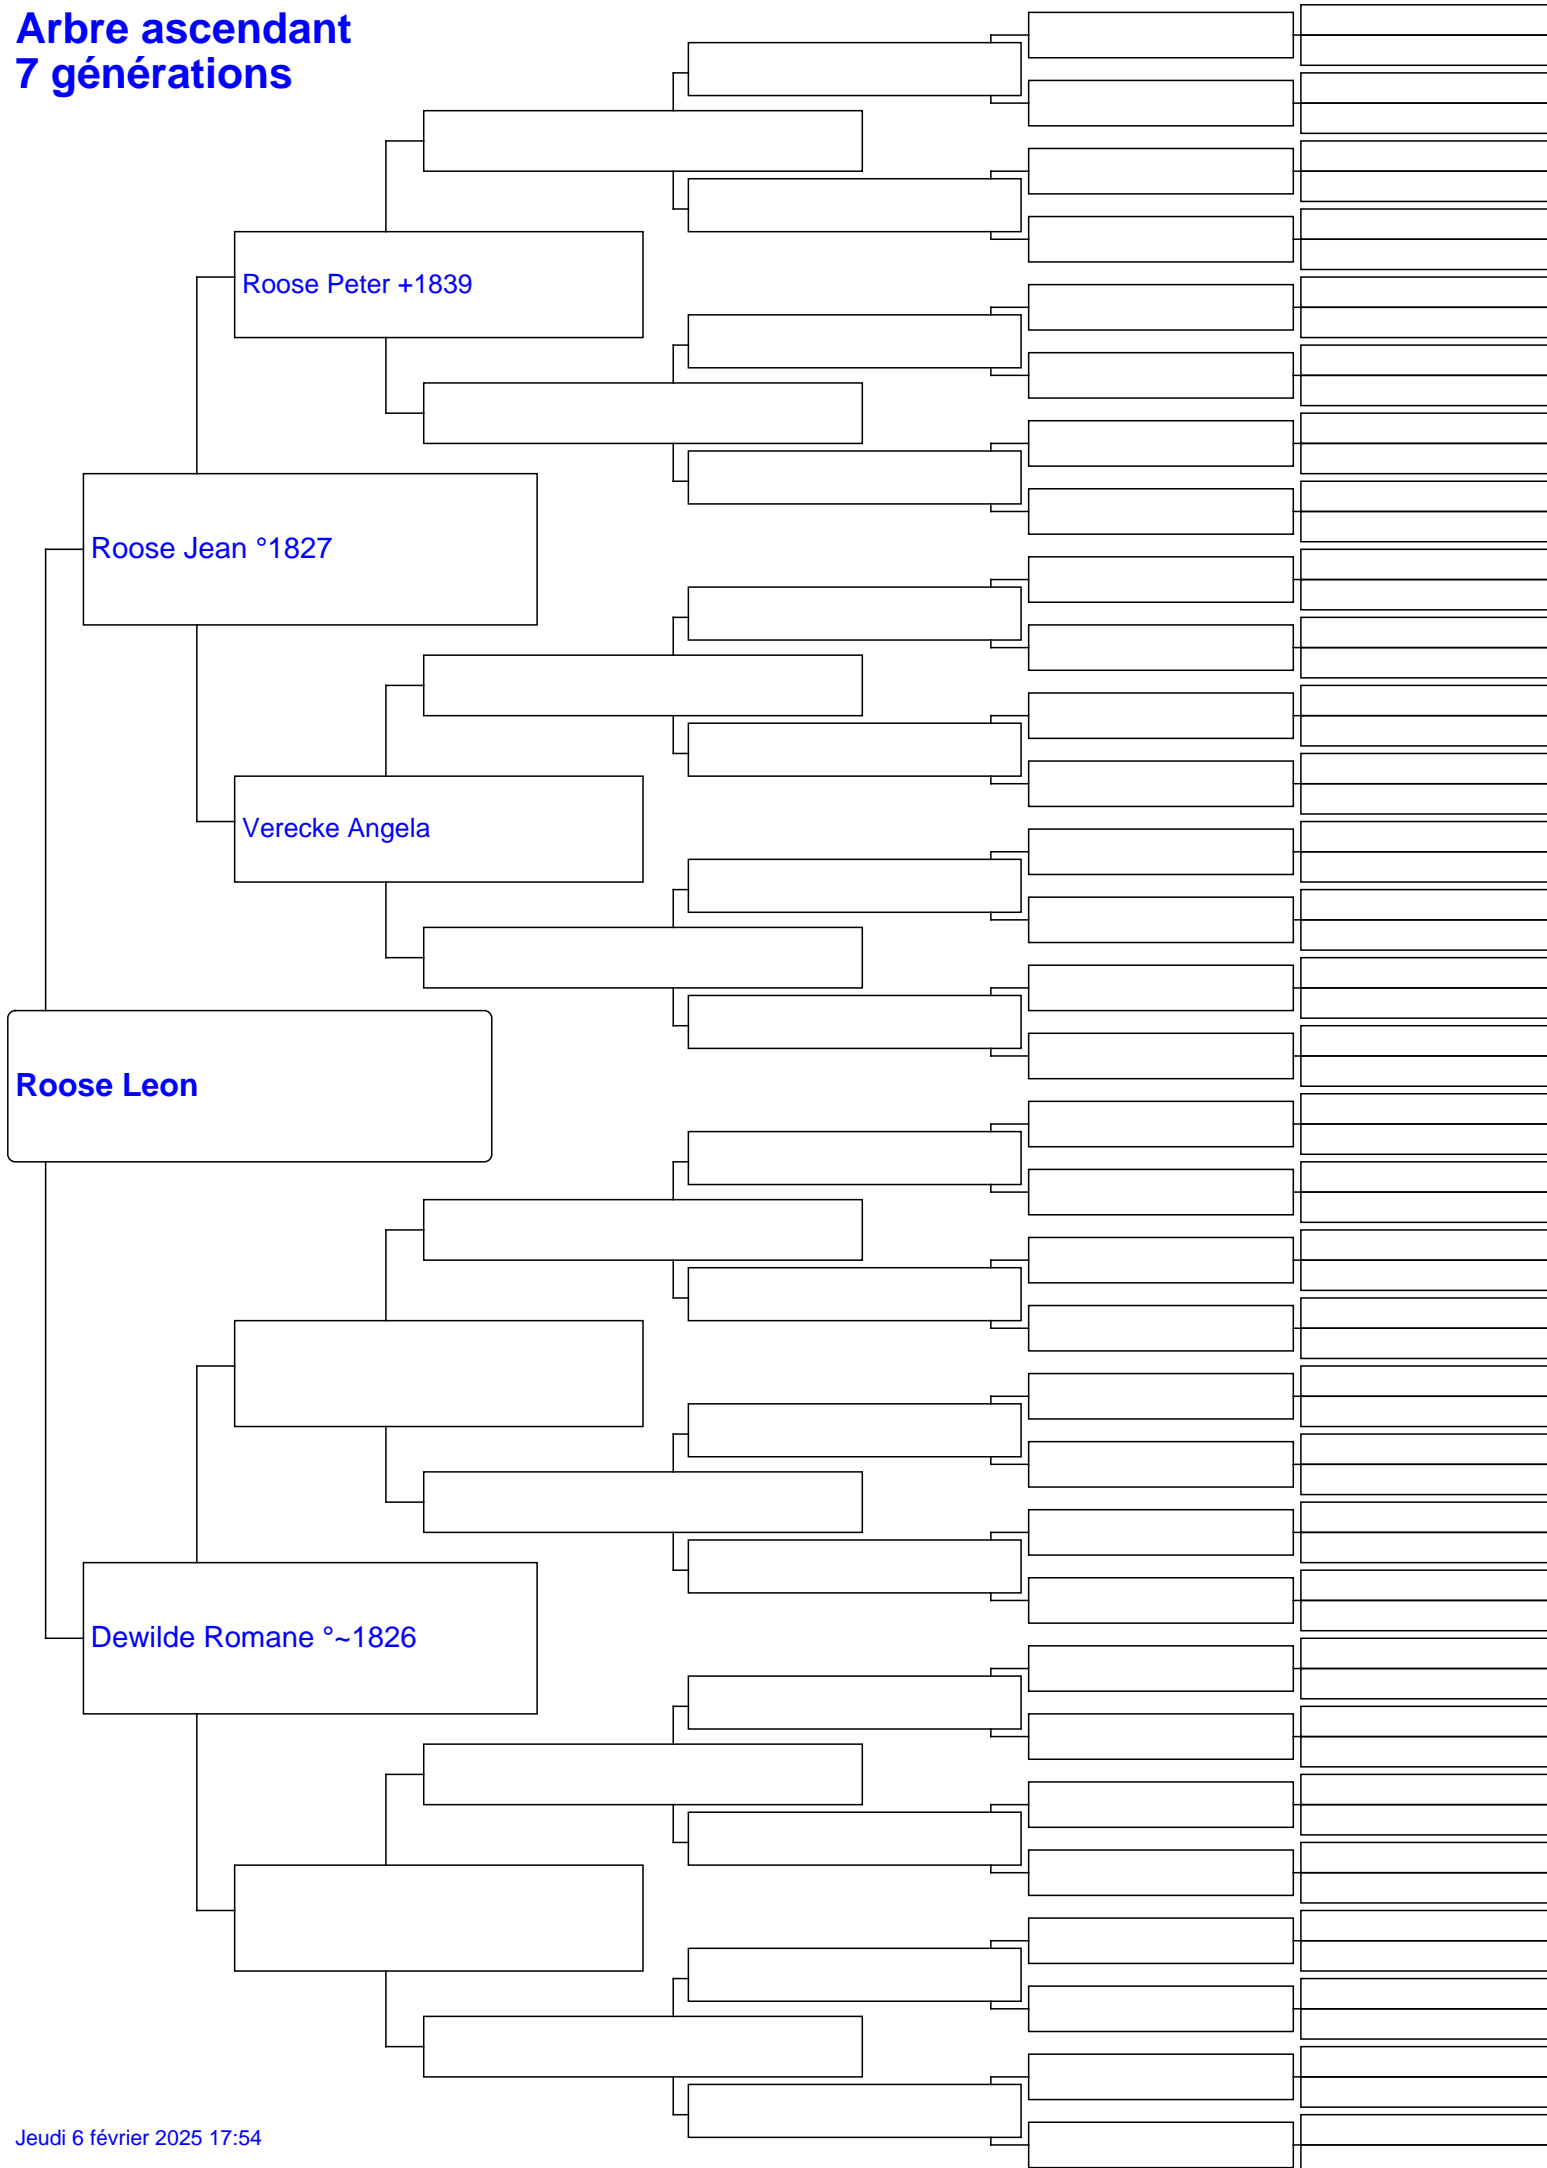 Arbre ascendant
7 générations
Roose Peter +1839
Roose Jean °1827
Verecke Angela
Roose Leon
Dewilde Romane °~1826
Jeudi 6 février 2025 17:54